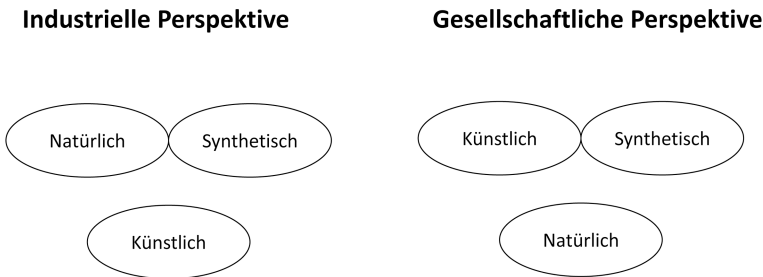 Industrielle Perspektive
Natürlich
Synthetisch
Künstlich
Gesellschaftliche Perspektive
Künstlich
Synthetisch
Natürlich